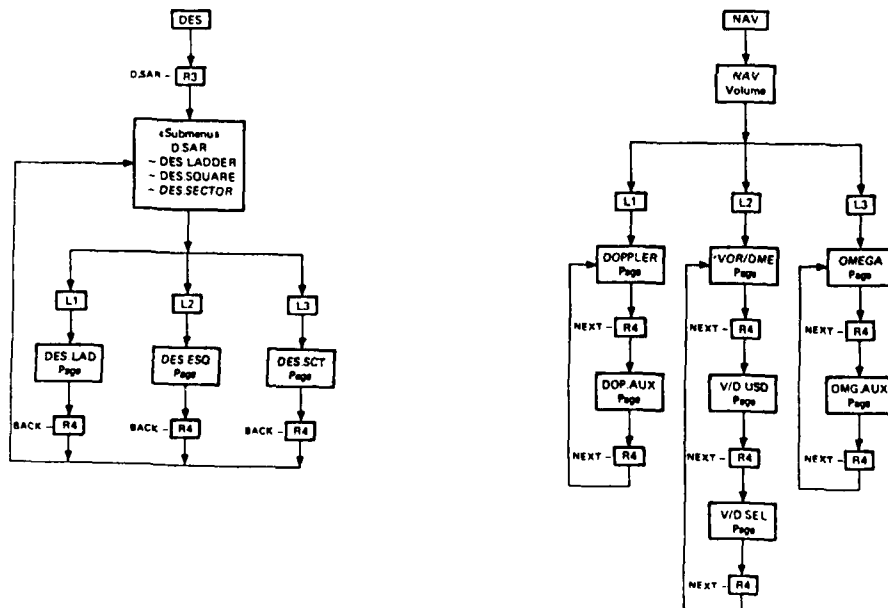 DES
D.SAR – R3
«Submenu»
D.SAR
~ DES.LADDER
~ DES.SQUARE
~ DES.SECTOR
L1
L2
L3
DES.LAD
Page
DES.ESQ
Page
DES.SCT
Page
BACK – R4
BACK – R4
BACK – R4
NAV
NAV
Volume
L1
L2
L3
DOPPLER
Page
*VOR/DME
Page
OMEGA
Page
NEXT – R4
NEXT – R4
NEXT – R4
DOP.AUX
Page
V/D USD
Page
OMG.AUX
Page
NEXT – R4
NEXT – R4
NEXT – R4
V/D.SEL
Page
NEXT – R4